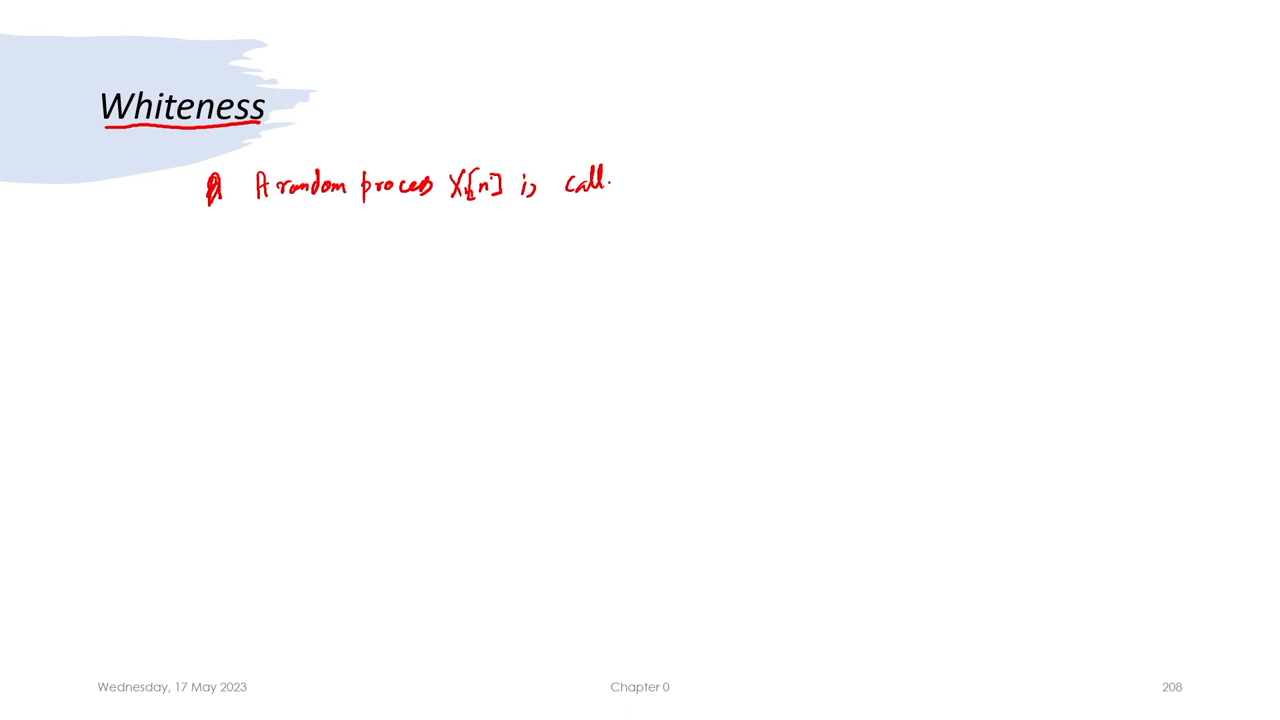 Whiteness
A random process X[n] is call.
Wednesday, 17 May 2023
Chapter 0
208